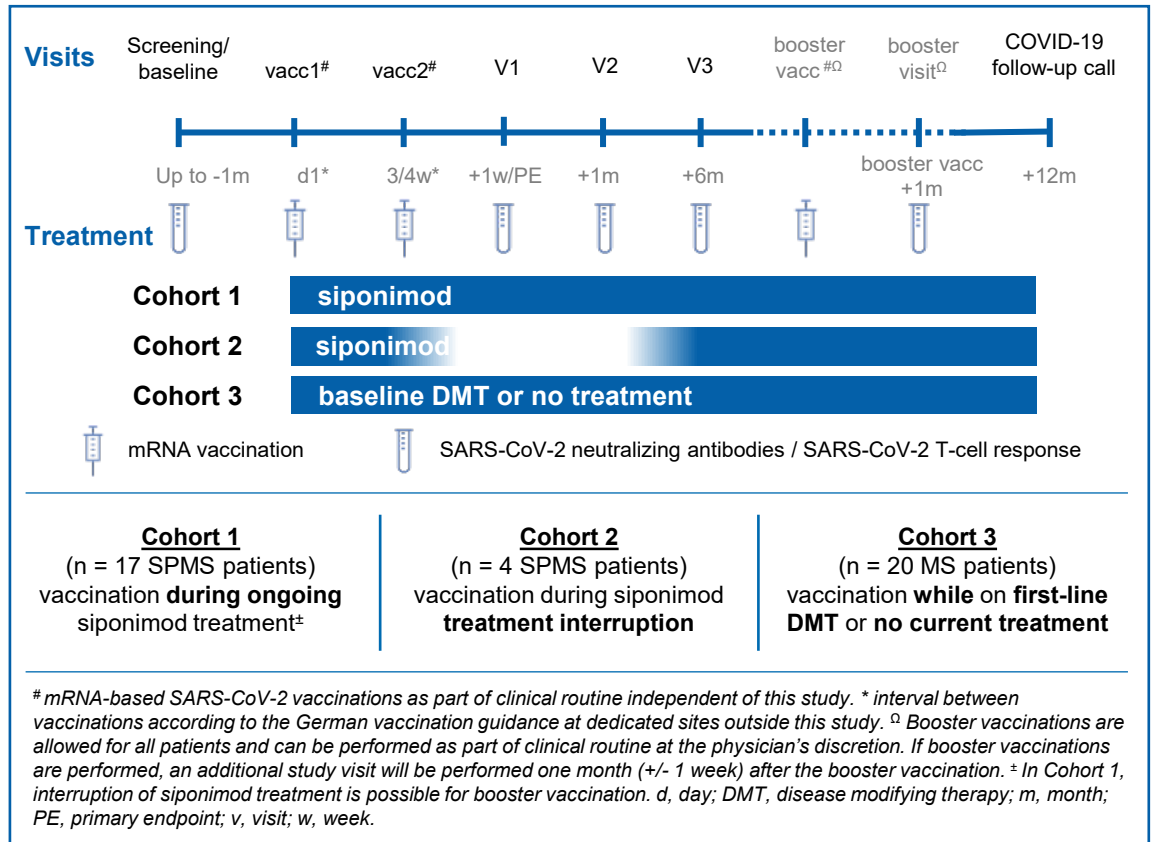 Visits
Screening/
baseline
vacc1#
vacc2#
V1
V2
V3
booster
vacc #Ω
booster
visitΩ
COVID-19
follow-up call
Up to -1m
d1*
3/4w*
+1w/PE
+1m
+6m
booster vacc
+1m
+12m
Treatment
Cohort 1
siponimod
Cohort 2
siponimod
Cohort 3
baseline DMT or no treatment
mRNA vaccination
SARS-CoV-2 neutralizing antibodies / SARS-CoV-2 T-cell response
Cohort 1
(n = 17 SPMS patients)
vaccination during ongoing
siponimod treatment±
Cohort 2
(n = 4 SPMS patients)
vaccination during siponimod
treatment interruption
Cohort 3
(n = 20 MS patients)
vaccination while on first-line
DMT or no current treatment
# mRNA-based SARS-CoV-2 vaccinations as part of clinical routine independent of this study. * interval between
vaccinations according to the German vaccination guidance at dedicated sites outside this study. Ω Booster vaccinations are
allowed for all patients and can be performed as part of clinical routine at the physician's discretion. If booster vaccinations
are performed, an additional study visit will be performed one month (+/- 1 week) after the booster vaccination. ± In Cohort 1,
interruption of siponimod treatment is possible for booster vaccination. d, day; DMT, disease modifying therapy; m, month;
PE, primary endpoint; v, visit; w, week.